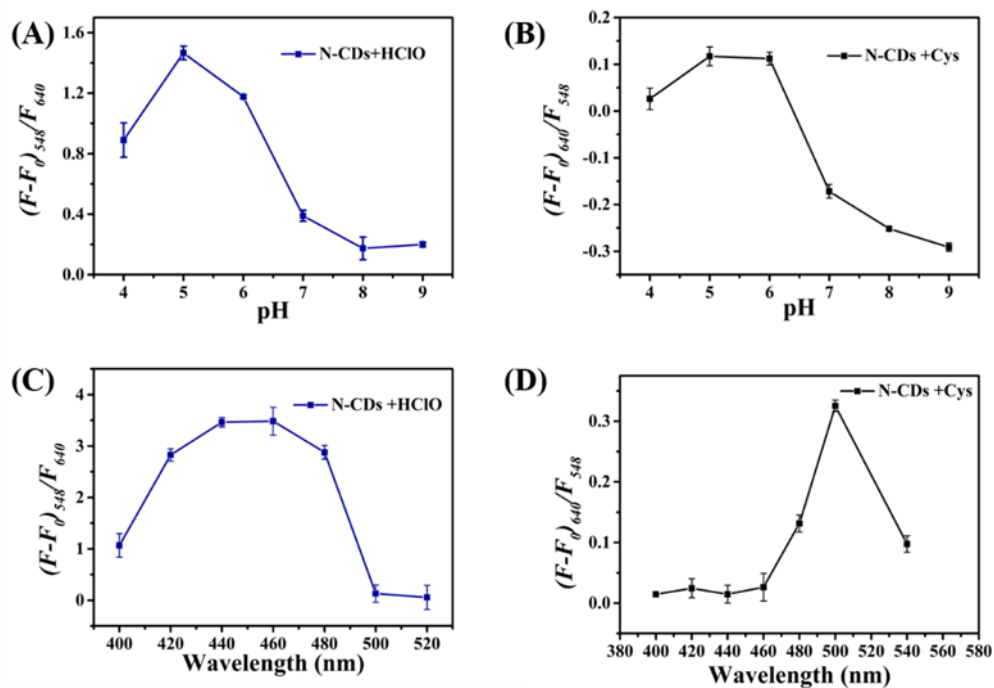 (A)
N-CDs+HClO
(F-F0)548/F640
1.6
1.2
0.8
0.4
0.0
4 5 6 7 8 9
pH
(B)
N-CDs +Cys
(F-F0)640/F548
0.2
0.1
0.0
-0.1
-0.2
-0.3
4 5 6 7 8 9
pH
(C)
N-CDs +HClO
(F-F0)548/F640
4
3
2
1
0
400 420 440 460 480 500 520
Wavelength (nm)
(D)
N-CDs +Cys
(F-F0)640/F548
0.3
0.2
0.1
0.0
380 400 420 440 460 480 500 520 540 560 580
Wavelength (nm)